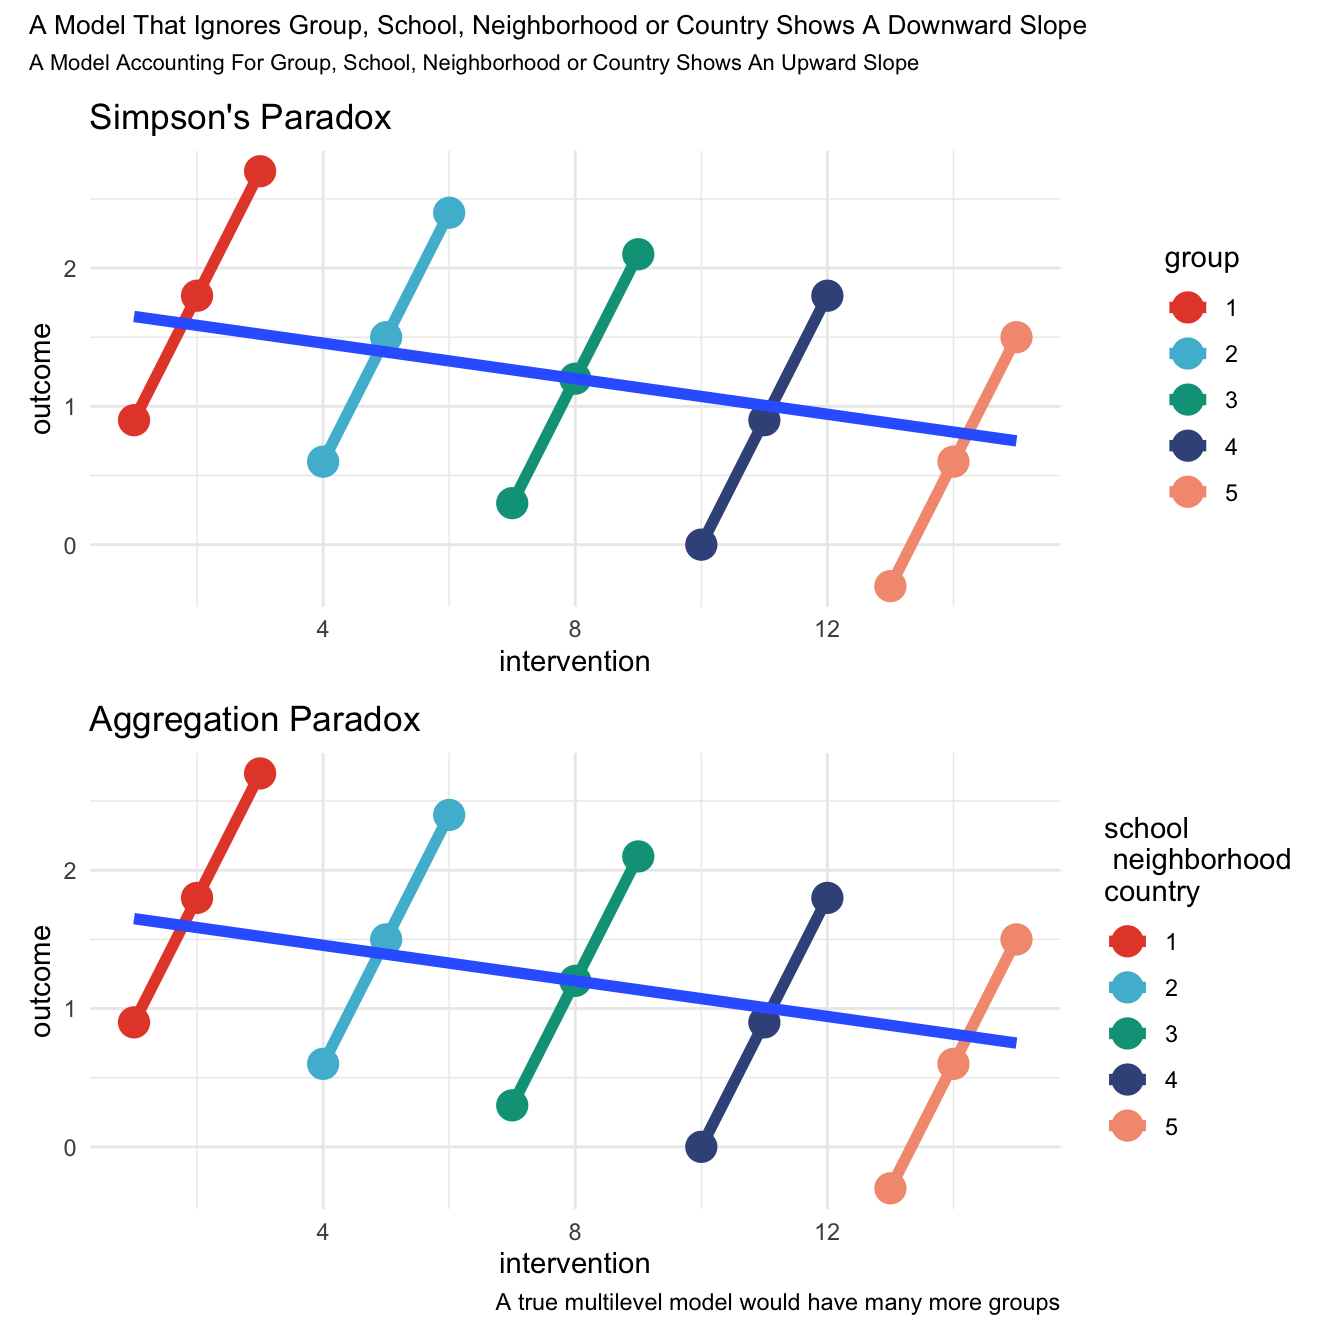 A Model That Ignores Group, School, Neighborhood or Country Shows A Downward Slope
A Model Accounting For Group, School, Neighborhood or Country Shows An Upward Slope
Simpson's Paradox
2
1
0
outcome
4 8 12
intervention
group
1
2
3
4
5
Aggregation Paradox
2
1
0
outcome
4 8 12
intervention
school
neighborhood
country
1
2
3
4
5
A true multilevel model would have many more groups